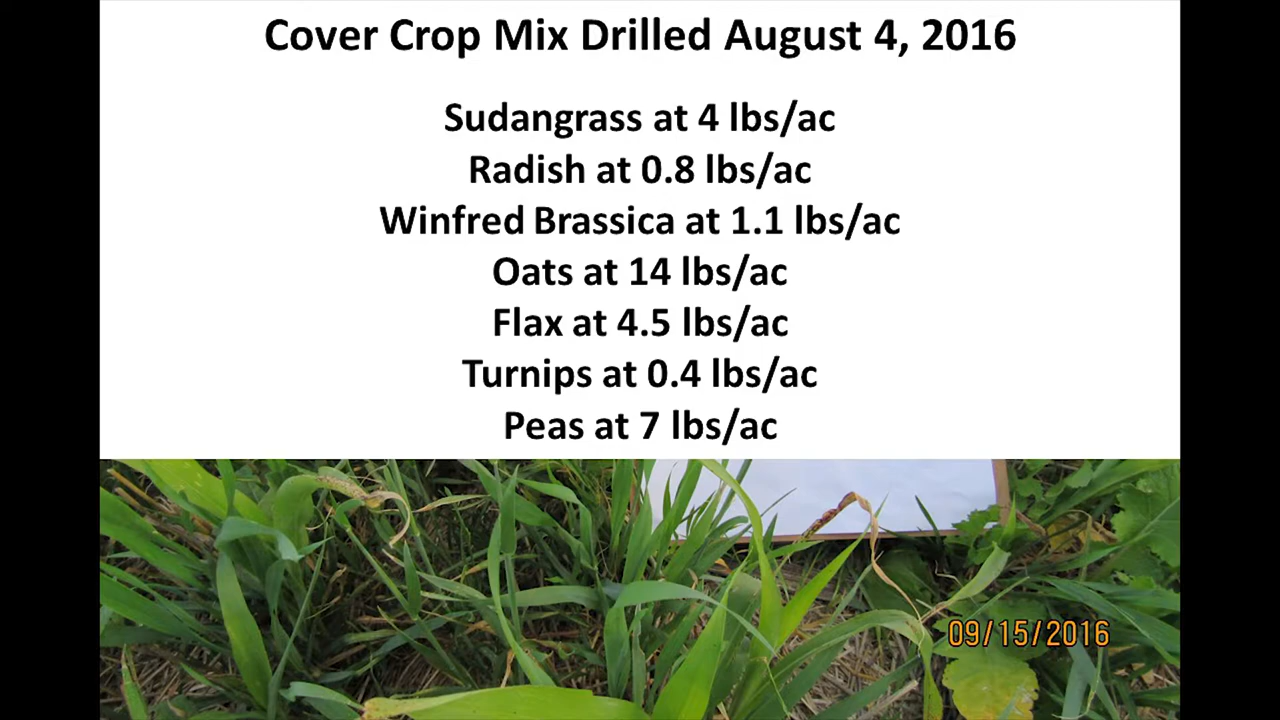 Cover Crop Mix Drilled August 4, 2016
Sudangrass at 4 lbs/ac
Radish at 0.8 lbs/ac
Winfred Brassica at 1.1 lbs/ac
Oats at 14 lbs/ac
Flax at 4.5 lbs/ac
Turnips at 0.4 lbs/ac
Peas at 7 lbs/ac
09/15/2016